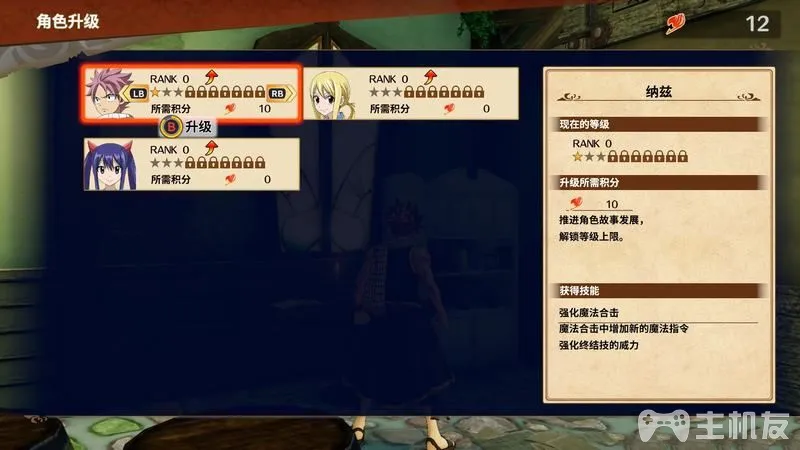 角色升级
12
RANK 0
LB
RB
所需积分 10
B 升级
RANK 0
所需积分 0
RANK 0
所需积分 0
纳兹
现在的等级
RANK 0
升级所需积分
10
推进角色故事发展，
解锁等级上限。
获得技能
强化魔法合击
魔法合击中增加新的魔法指令
强化终结技的威力
主机友